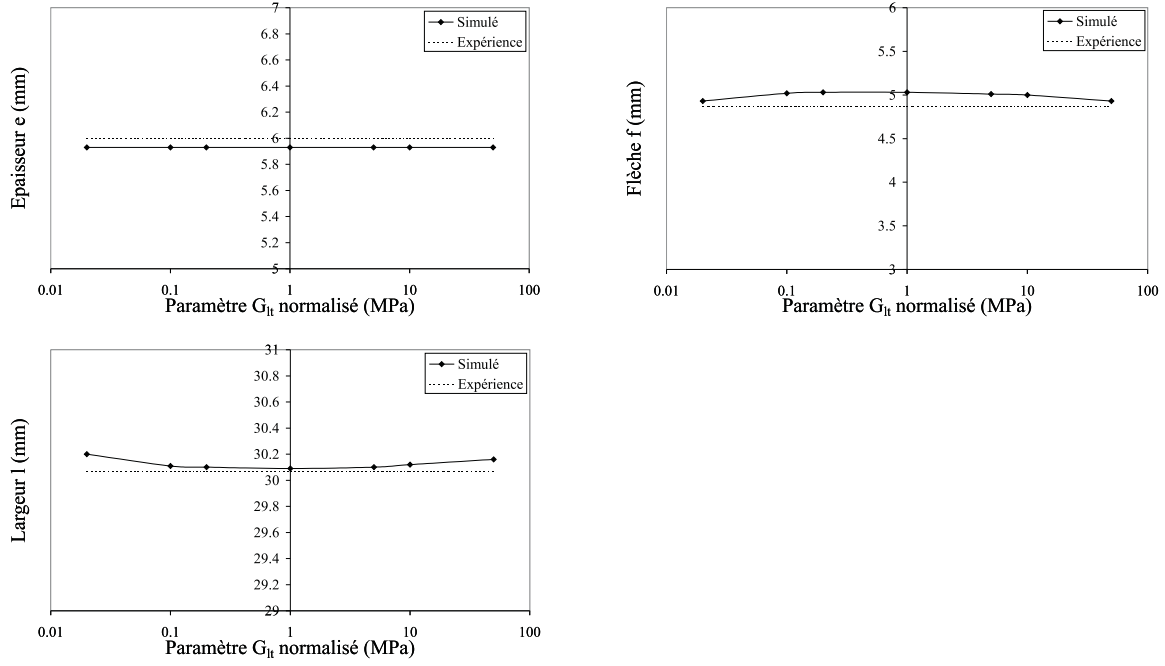 7
6.8
6.6
6.4
6.2
6
5.8
5.6
5.4
5.2
5
0.01 0.1 1 10 100
Epaisseur e (mm)
Paramètre Glt normalisé (MPa)
Simulé
Expérience
6
5.5
5
4.5
4
3.5
3
0.01 0.1 1 10 100
Flèche f (mm)
Paramètre Glt normalisé (MPa)
Simulé
Expérience
31
30.8
30.6
30.4
30.2
30
29.8
29.6
29.4
29.2
29
0.01 0.1 1 10 100
Largeur l (mm)
Paramètre Glt normalisé (MPa)
Simulé
Expérience